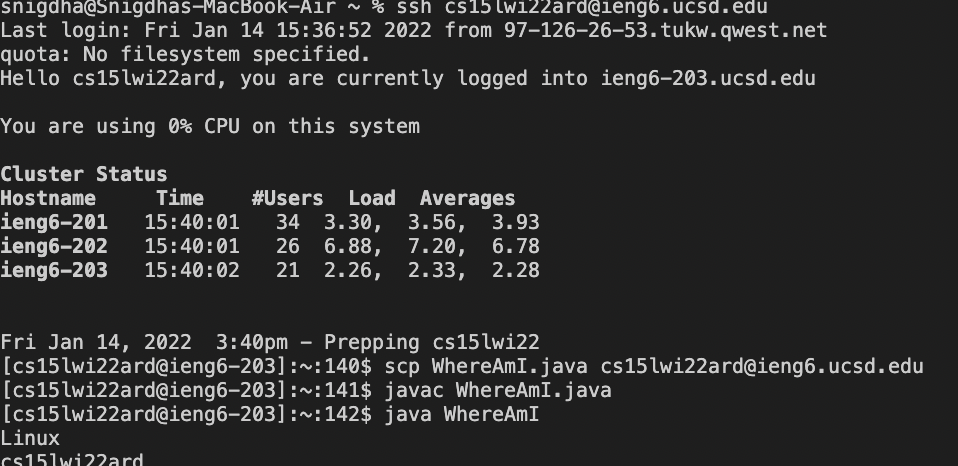 snigdha@Snigdhas-MacBook-Air ~ % ssh cs15lwi22ard@ieng6.ucsd.edu
Last login: Fri Jan 14 15:36:52 2022 from 97-126-26-53.tukw.qwest.net
quota: No filesystem specified.
Hello cs15lwi22ard, you are currently logged into ieng6-203.ucsd.edu
You are using 0% CPU on this system
Cluster Status
Hostname     Time    #Users  Load  Averages
ieng6-201   15:40:01   34  3.30,  3.56,  3.93
ieng6-202   15:40:01   26  6.88,  7.20,  6.78
ieng6-203   15:40:02   21  2.26,  2.33,  2.28
Fri Jan 14, 2022  3:40pm - Prepping cs15lwi22
[cs15lwi22ard@ieng6-203]:~:140$ scp WhereAmI.java cs15lwi22ard@ieng6.ucsd.edu
[cs15lwi22ard@ieng6-203]:~:141$ javac WhereAmI.java
[cs15lwi22ard@ieng6-203]:~:142$ java WhereAmI
Linux
cs15lwi22ard